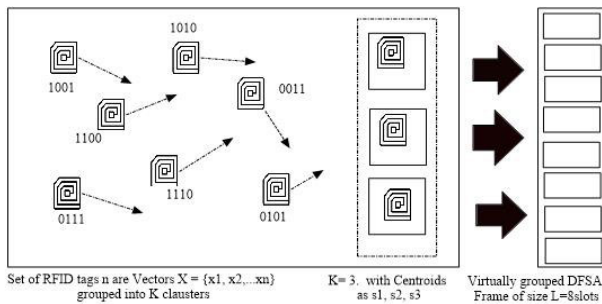 1010
1001
0011
1100
1110
0111
0101
Set of RFID tags n are Vectors X = {x1, x2,...xn}
grouped into K clausters
K= 3. with Centroids
as s1, s2, s3
Virtually grouped DFSA
Frame of size L=8slots